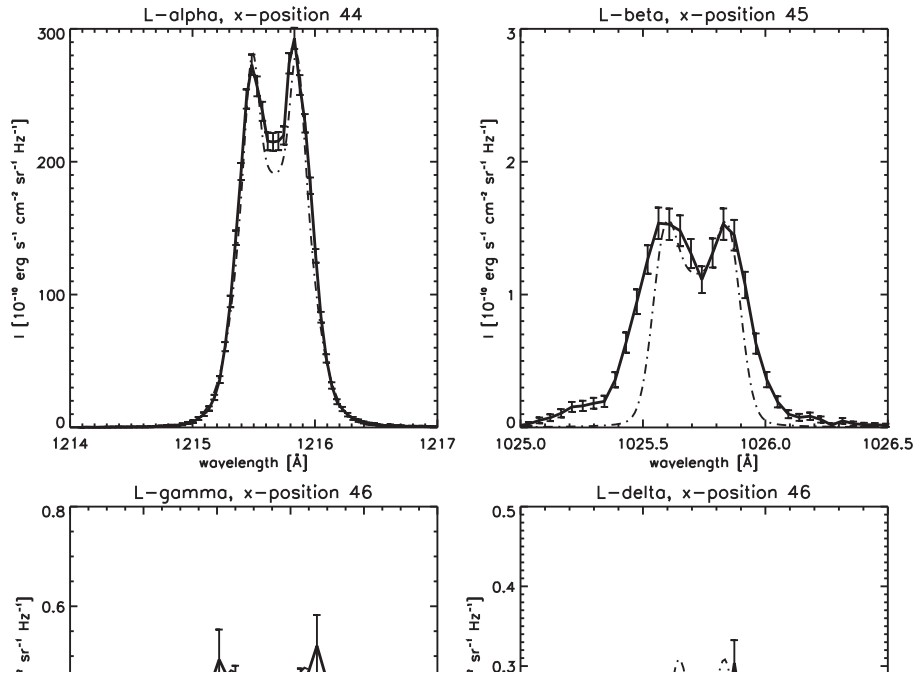 L-alpha, x-position 44
300
200
100
0
I [10⁻¹⁰ erg s⁻¹ cm⁻² sr⁻¹ Hz⁻¹]
1214 1215 1216 1217
wavelength [Å]
L-beta, x-position 45
3
2
1
0
I [10⁻¹⁰ erg s⁻¹ cm⁻² sr⁻¹ Hz⁻¹]
1025.0 1025.5 1026.0 1026.5
wavelength [Å]
L-gamma, x-position 46
0.8
0.6
sr⁻¹ Hz⁻¹]
L-delta, x-position 46
0.5
0.4
0.3
sr⁻¹ Hz⁻¹]